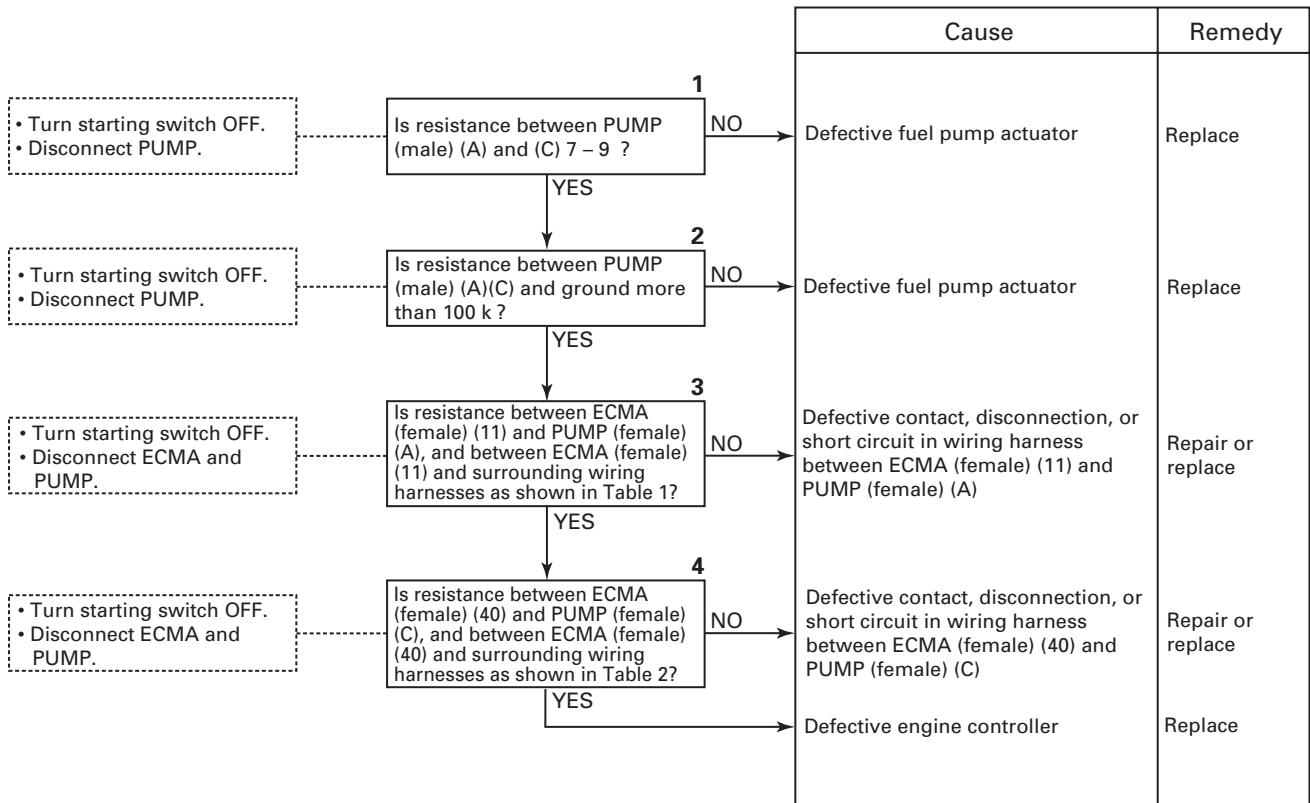 Cause
Remedy
1
• Turn starting switch OFF.
• Disconnect PUMP.
Is resistance between PUMP
(male) (A) and (C) 7 – 9 ?
NO
Defective fuel pump actuator
Replace
YES
2
• Turn starting switch OFF.
• Disconnect PUMP.
Is resistance between PUMP
(male) (A)(C) and ground more
than 100 k ?
NO
Defective fuel pump actuator
Replace
YES
3
• Turn starting switch OFF.
• Disconnect ECMA and
PUMP.
Is resistance between ECMA
(female) (11) and PUMP (female)
(A), and between ECMA (female)
(11) and surrounding wiring
harnesses as shown in Table 1?
NO
Defective contact, disconnection, or
short circuit in wiring harness
between ECMA (female) (11) and
PUMP (female) (A)
Repair or
replace
YES
4
• Turn starting switch OFF.
• Disconnect ECMA and
PUMP.
Is resistance between ECMA
(female) (40) and PUMP (female)
(C), and between ECMA (female)
(40) and surrounding wiring
harnesses as shown in Table 2?
NO
Defective contact, disconnection, or
short circuit in wiring harness
between ECMA (female) (40) and
PUMP (female) (C)
Repair or
replace
YES
Defective engine controller
Replace